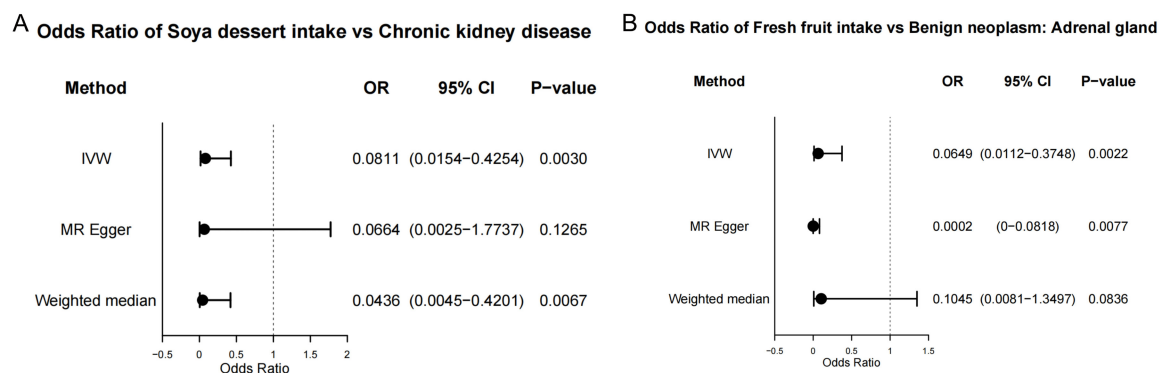 A Odds Ratio of Soya dessert intake vs Chronic kidney disease
Method OR 95% CI P−value
IVW 0.0811 (0.0154−0.4254) 0.0030
MR Egger 0.0664 (0.0025−1.7737) 0.1265
Weighted median 0.0436 (0.0045−0.4201) 0.0067
−0.5 0 0.5 1 1.5 2
Odds Ratio
B Odds Ratio of Fresh fruit intake vs Benign neoplasm: Adrenal gland
Method OR 95% CI P−value
IVW 0.0649 (0.0112−0.3748) 0.0022
MR Egger 0.0002 (0−0.0818) 0.0077
Weighted median 0.1045 (0.0081−1.3497) 0.0836
−0.5 0 0.5 1 1.5
Odds Ratio